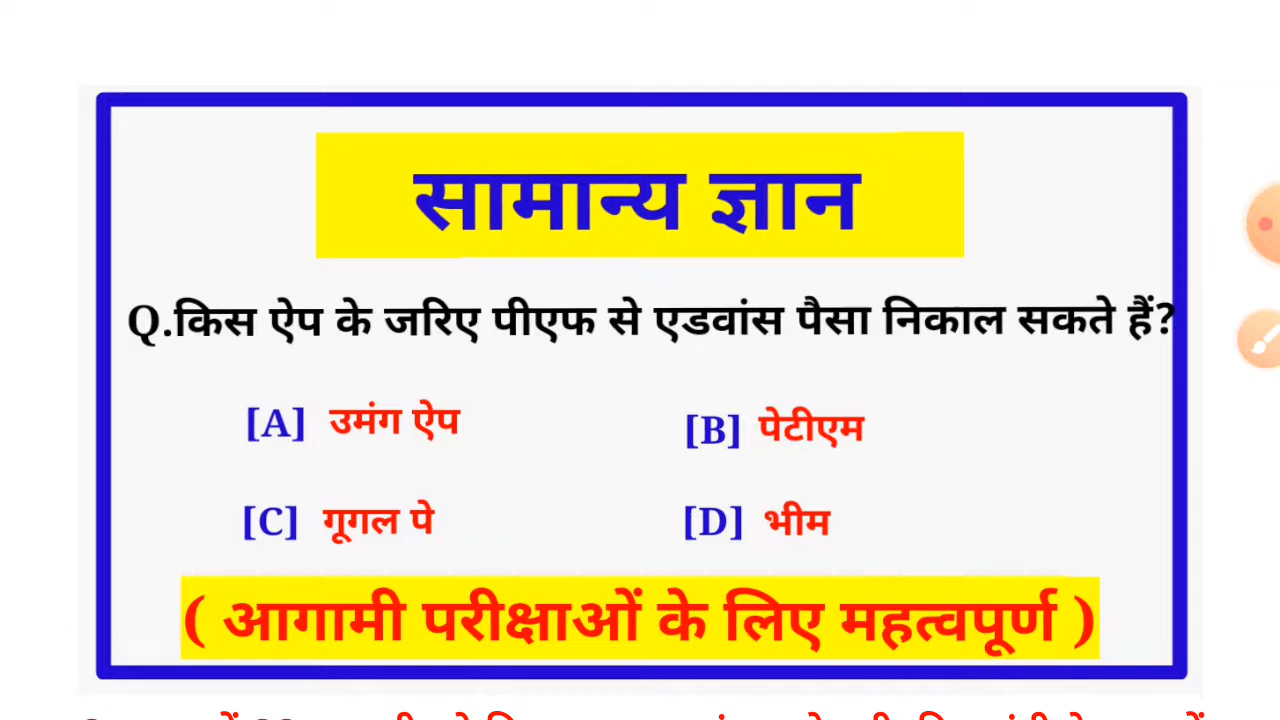 सामान्य ज्ञान
Q.किस ऐप के जरिए पीएफ से एडवांस पैसा निकाल सकते हैं?
[A] उमंग ऐप
[B] पेटीएम
[C] गूगल पे
[D] भीम
( आगामी परीक्षाओं के लिए महत्वपूर्ण )